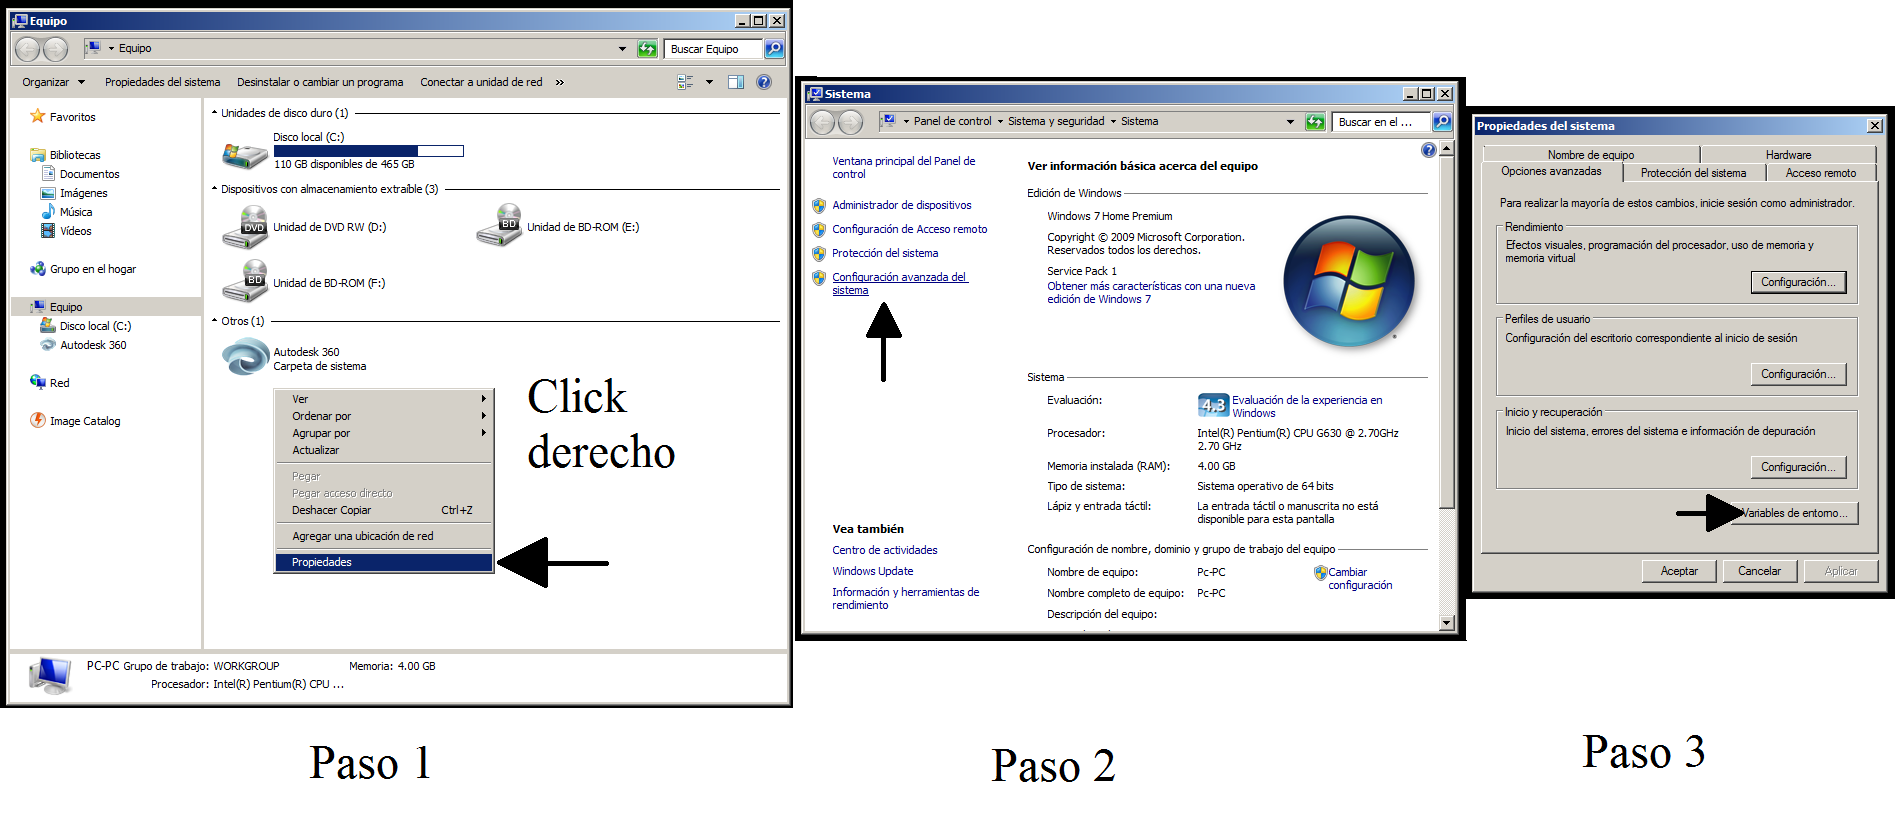 Equipo
Equipo
Buscar Equipo
Organizar
Propiedades del sistema
Desinstalar o cambiar un programa
Conectar a unidad de red
»
Favoritos
Bibliotecas
Documentos
Imágenes
Música
Vídeos
Grupo en el hogar
Equipo
Disco local (C:)
Autodesk 360
Red
Image Catalog
Unidades de disco duro (1)
Disco local (C:)
110 GB disponibles de 465 GB
Dispositivos con almacenamiento extraíble (3)
DVD
Unidad de DVD RW (D:)
BD
Unidad de BD-ROM (E:)
BD
Unidad de BD-ROM (F:)
Otros (1)
Autodesk 360
Carpeta de sistema
Ver
Ordenar por
Agrupar por
Actualizar
Pegar
Pegar acceso directo
Deshacer Copiar Ctrl+Z
Agregar una ubicación de red
Propiedades
Click
derecho
PC-PC Grupo de trabajo: WORKGROUP Memoria: 4.00 GB
Procesador: Intel(R) Pentium(R) CPU ...
Paso 1
Sistema
Panel de control Sistema y seguridad Sistema
Buscar en el ...
Ventana principal del Panel de
control
Administrador de dispositivos
Configuración de Acceso remoto
Protección del sistema
Configuración avanzada del
sistema
Vea también
Centro de actividades
Windows Update
Información y herramientas de
rendimiento
Ver información básica acerca del equipo
Edición de Windows
Windows 7 Home Premium
Copyright © 2009 Microsoft Corporation.
Reservados todos los derechos.
Service Pack 1
Obtener más características con una nueva
edición de Windows 7
Sistema
Evaluación: 4.3 Evaluación de la experiencia en
Windows
Procesador: Intel(R) Pentium(R) CPU G630 @ 2.70GHz
2.70 GHz
Memoria instalada (RAM): 4.00 GB
Tipo de sistema: Sistema operativo de 64 bits
Lápiz y entrada táctil: La entrada táctil o manuscrita no está
disponible para esta pantalla
Configuración de nombre, dominio y grupo de trabajo del equipo
Nombre de equipo: Pc-PC
Cambiar
configuración
Nombre completo de equipo: Pc-PC
Descripción del equipo:
Paso 2
Propiedades del sistema
Nombre de equipo Hardware
Opciones avanzadas Protección del sistema Acceso remoto
Para realizar la mayoría de estos cambios, inicie sesión como administrador.
Rendimiento
Efectos visuales, programación del procesador, uso de memoria y
memoria virtual
Configuración...
Perfiles de usuario
Configuración del escritorio correspondiente al inicio de sesión
Configuración...
Inicio y recuperación
Inicio del sistema, errores del sistema e información de depuración
Configuración...
Variables de entorno...
Aceptar Cancelar Aplicar
Paso 3